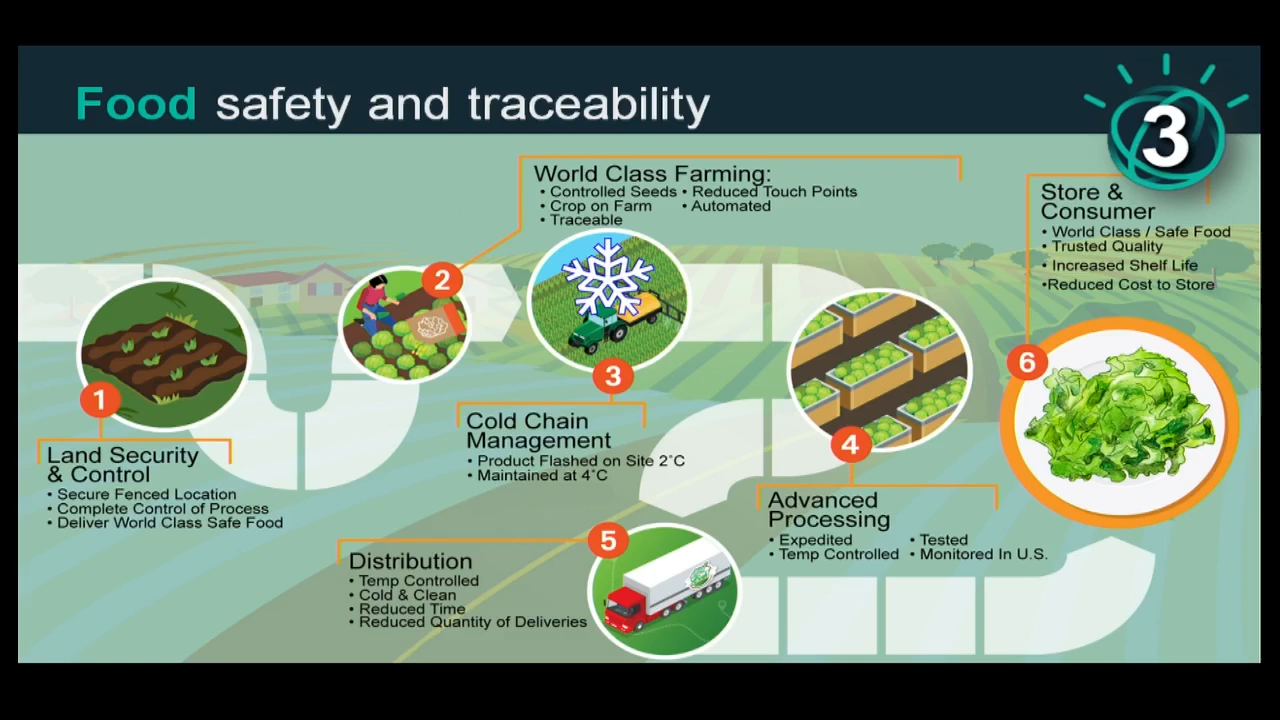 Food safety and traceability
3
1
Land Security
& Control
• Secure Fenced Location
• Complete Control of Process
• Deliver World Class Safe Food
2
World Class Farming:
• Controlled Seeds • Reduced Touch Points
• Crop on Farm • Automated
• Traceable
3
Cold Chain
Management
• Product Flashed on Site 2˚C
• Maintained at 4˚C
4
Advanced
Processing
• Expedited • Tested
• Temp Controlled • Monitored In U.S.
5
Distribution
• Temp Controlled
• Cold & Clean
• Reduced Time
• Reduced Quantity of Deliveries
6
Store &
Consumer
• World Class / Safe Food
• Trusted Quality
• Increased Shelf Life
•Reduced Cost to Store